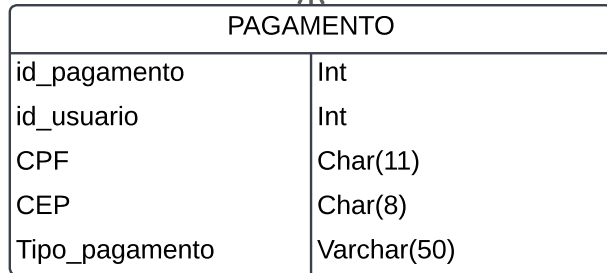 PAGAMENTO
id_pagamento Int
id_usuario Int
CPF Char(11)
CEP Char(8)
Tipo_pagamento Varchar(50)